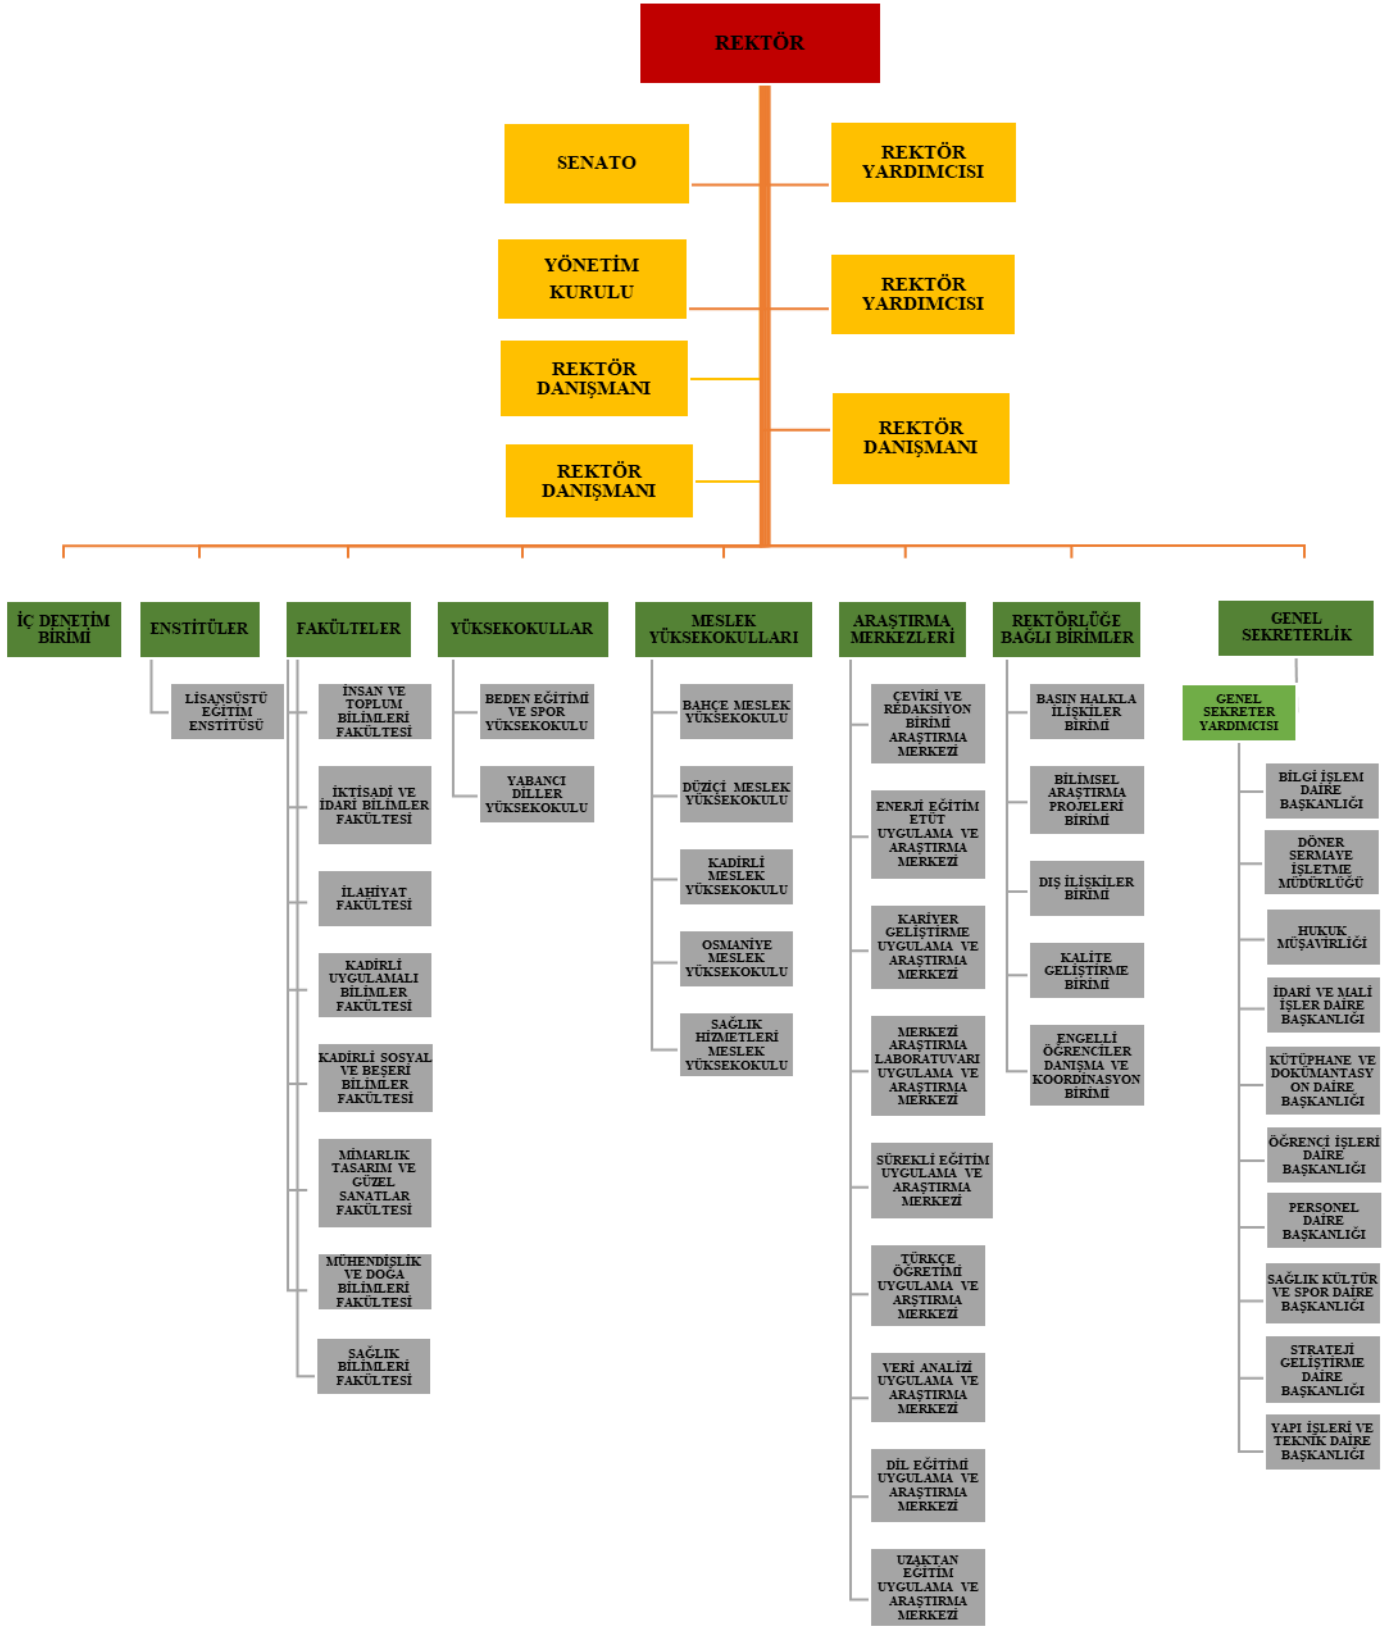 REKTÖR
SENATO
REKTÖR
YARDIMCISI
YÖNETİM
KURULU
REKTÖR
YARDIMCISI
REKTÖR
DANIŞMANI
REKTÖR
DANIŞMANI
REKTÖR
DANIŞMANI
İÇ DENETİM
BİRİMİ
ENSTİTÜLER
LİSANSÜSTÜ
EĞİTİM
ENSTİTÜSÜ
FAKÜLTELER
İNSAN VE
TOPLUM
BİLİMLERİ
FAKÜLTESİ
İKTİSADİ VE
İDARİ BİLİMLER
FAKÜLTESİ
İLAHİYAT
FAKÜLTESİ
KADİRLİ
UYGULAMALI
BİLİMLER
FAKÜLTESİ
KADİRLİ SOSYAL
VE BEŞERİ
BİLİMLER
FAKÜLTESİ
MİMARLIK
TASARIM VE
GÜZEL
SANATLAR
FAKÜLTESİ
MÜHENDİSLİK
VE DOĞA
BİLİMLERİ
FAKÜLTESİ
SAĞLIK
BİLİMLERİ
FAKÜLTESİ
YÜKSEKOKULLAR
BEDEN EĞİTİMİ
VE SPOR
YÜKSEKOKULU
YABANCI
DİLLER
YÜKSEKOKULU
MESLEK
YÜKSEKOKULLARI
BAHÇE MESLEK
YÜKSEKOKULU
DÜZİÇİ MESLEK
YÜKSEKOKULU
KADİRLİ
MESLEK
YÜKSEKOKULU
OSMANİYE
MESLEK
YÜKSEKOKULU
SAĞLIK
HİZMETLERİ
MESLEK
YÜKSEKOKULU
ARAŞTIRMA
MERKEZLERİ
ÇEVİRİ VE
REDAKSİYON
BİRİMİ
ARAŞTIRMA
MERKEZİ
ENERJİ EĞİTİM
ETÜT
UYGULAMA VE
ARAŞTIRMA
MERKEZİ
KARİYER
GELİŞTİRME
UYGULAMA VE
ARAŞTIRMA
MERKEZİ
MERKEZİ
ARAŞTIRMA
LABORATUVARI
UYGULAMA VE
ARAŞTIRMA
MERKEZİ
SÜREKLİ EĞİTİM
UYGULAMA VE
ARAŞTIRMA
MERKEZİ
TÜRKÇE
ÖĞRETİMİ
UYGULAMA VE
ARŞTIRMA
MERKEZİ
VERİ ANALİZİ
UYGULAMA VE
ARAŞTIRMA
MERKEZİ
DİL EĞİTİMİ
UYGULAMA VE
ARAŞTIRMA
MERKEZİ
UZAKTAN
EĞİTİM
UYGULAMA VE
ARAŞTIRMA
MERKEZİ
REKTÖRLÜĞE
BAĞLI BİRİMLER
BASIN HALKLA
İLİŞKİLER
BİRİMİ
BİLİMSEL
ARAŞTIRMA
PROJELERİ
BİRİMİ
DIŞ İLİŞKİLER
BİRİMİ
KALİTE
GELİŞTİRME
BİRİMİ
ENGELLİ
ÖĞRENCİLER
DANIŞMA VE
KOORDİNASYON
BİRİMİ
GENEL
SEKRETERLİK
GENEL
SEKRETER
YARDIMCISI
BİLGİ İŞLEM
DAİRE
BAŞKANLIĞI
DÖNER
SERMAYE
İŞLETME
MÜDÜRLÜĞÜ
HUKUK
MÜŞAVİRLİĞİ
İDARİ VE MALİ
İŞLER DAİRE
BAŞKANLIĞI
KÜTÜPHANE VE
DOKÜMANTASY
ON DAİRE
BAŞKANLIĞI
ÖĞRENCİ İŞLERİ
DAİRE
BAŞKANLIĞI
PERSONEL
DAİRE
BAŞKANLIĞI
SAĞLIK KÜLTÜR
VE SPOR DAİRE
BAŞKANLIĞI
STRATEJİ
GELİŞTİRME
DAİRE
BAŞKANLIĞI
YAPI İŞLERİ VE
TEKNİK DAİRE
BAŞKANLIĞI